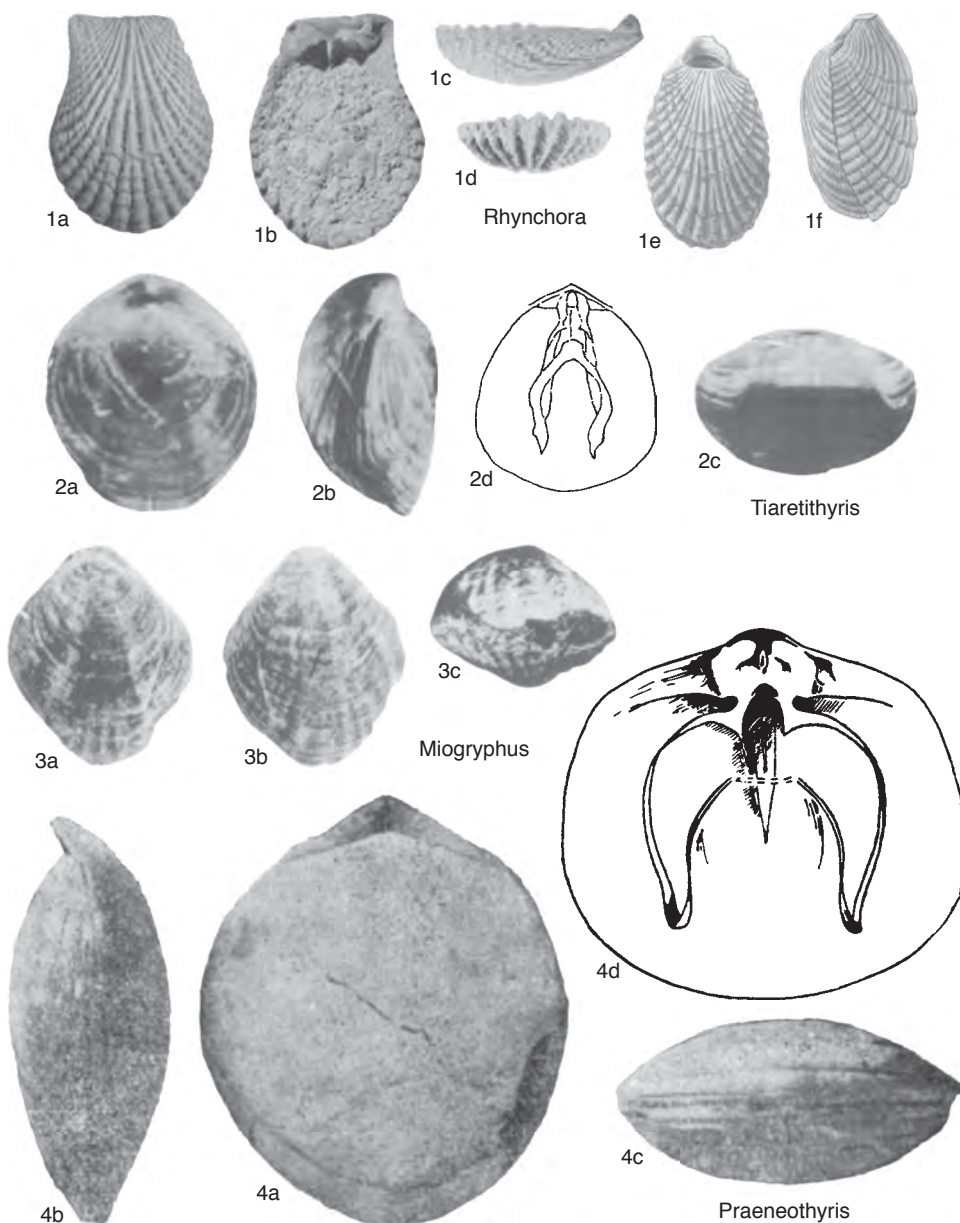 1a
1b
1c
1d
Rhynchora
1e
1f
2a
2b
2d
2c
Tiaretithyris
3a
3b
3c
Miogryphus
4b
4a
4d
4c
Praeneothyris